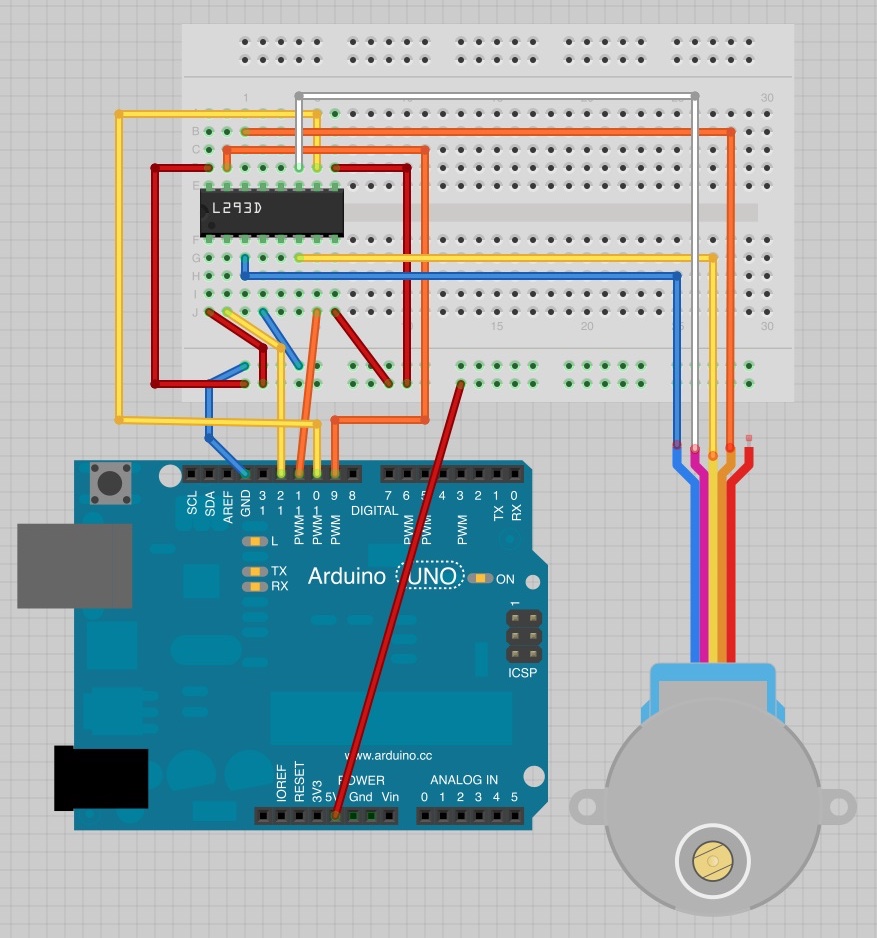 1 30
B
C
E
L293D
F
G
H
I
J
15 30
SCL SDA AREF GND 13 12 PWM 11 PWM 10 PWM 9 8 7 PWM 6 PWM 5 4 PWM 3 2 TX 1 RX 0
DIGITAL
L
TX
RX
Arduino UNO
ON
1
ICSP
www.arduino.cc
POWER ANALOG IN
IOREF RESET 3V3 5V Gnd Vin 0 1 2 3 4 5